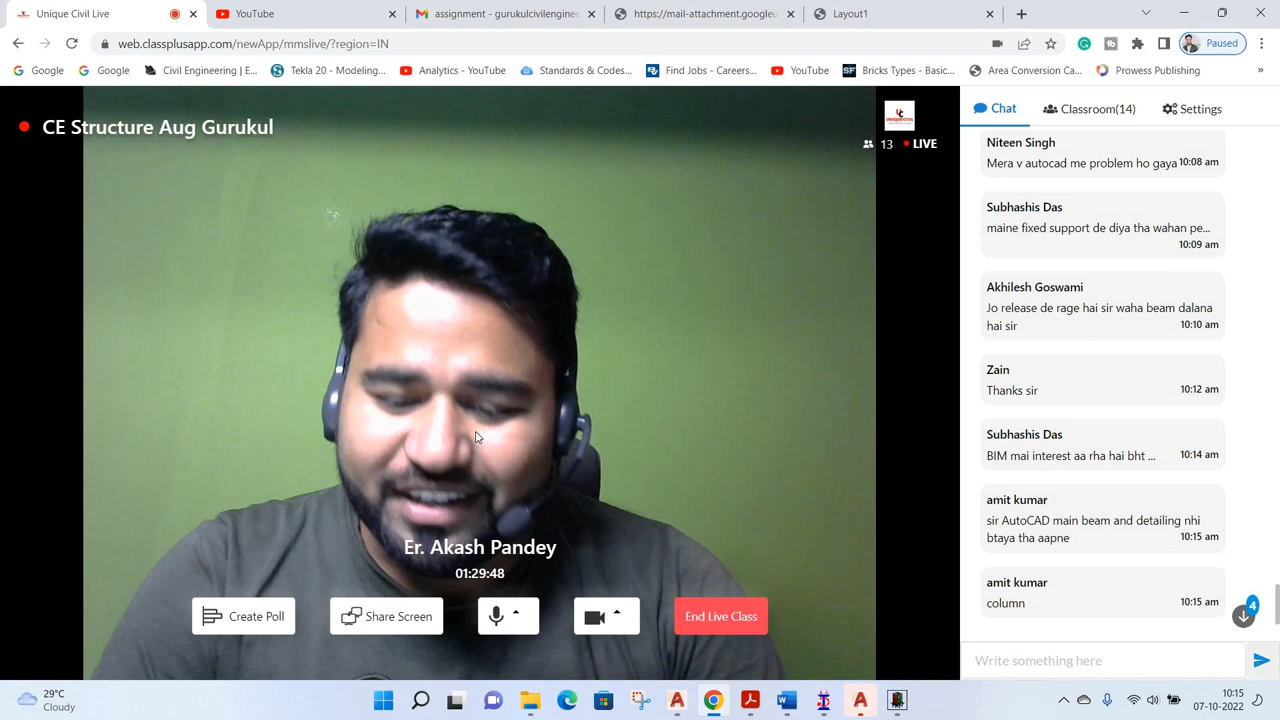 Unique Civil Live
YouTube
assignment - gurukulcivilenginee
https://mail-attachment.googleu
Layout1
web.classplusapp.com/newApp/mmslive/?region=IN
Paused
Google
Google
Civil Engineering | E...
Tekla 20 - Modeling...
Analytics - YouTube
Standards & Codes...
Find Jobs - Careers...
YouTube
SF
Bricks Types - Basic...
Area Conversion Ca...
Prowess Publishing
»
CE Structure Aug Gurukul
UNIQUE CIVIL
13 LIVE
Er. Akash Pandey
01:29:48
Create Poll
Share Screen
End Live Class
Chat
Classroom(14)
Settings
Niteen Singh
Mera v autocad me problem ho gaya 10:08 am
Subhashis Das
maine fixed support de diya tha wahan pe...
10:09 am
Akhilesh Goswami
Jo release de rage hai sir waha beam dalana
hai sir 10:10 am
Zain
Thanks sir 10:12 am
Subhashis Das
BIM mai interest aa rha hai bht ... 10:14 am
amit kumar
sir AutoCAD main beam and detailing nhi
btaya tha aapne 10:15 am
amit kumar
column 10:15 am
4
Write something here
29°C
Cloudy
10:15
07-10-2022